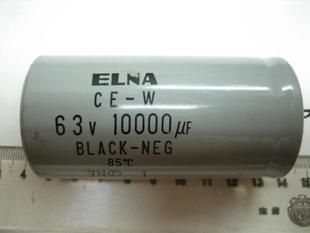 ELNA
CE-W
63V 10000µF
BLACK-NEG
85°C